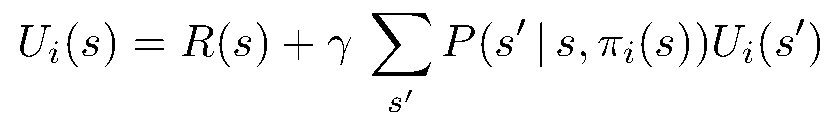 U_i(s) = R(s) + γ ∑_{s′} P(s′ | s, π_i(s))U_i(s′)